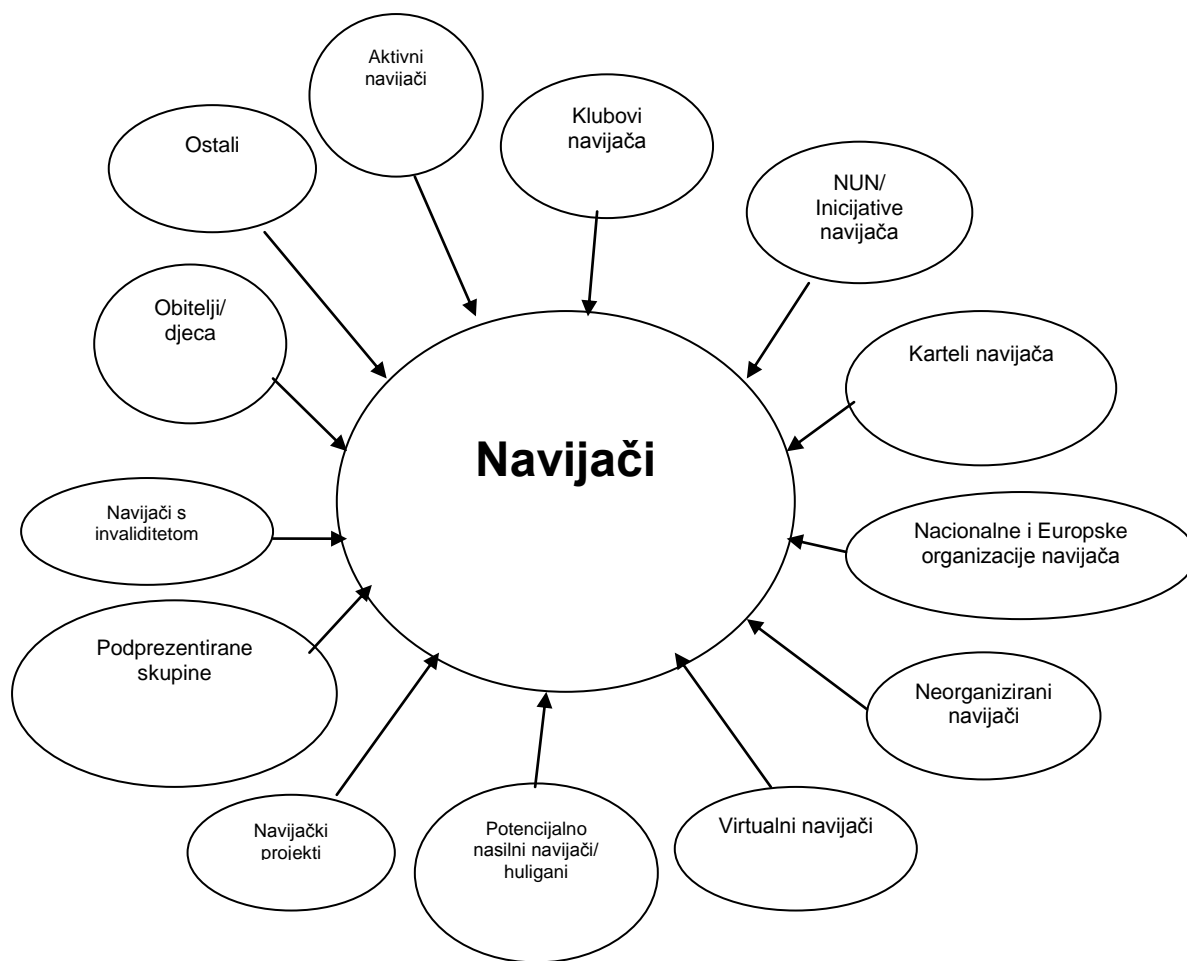 Aktivni
navijači
Klubovi
navijača
Ostali
NUN/
Inicijative
navijača
Obitelji/
djeca
Karteli navijača
Navijači
Navijači s
invaliditetom
Nacionalne i Europske
organizacije navijača
Podprezentirane
skupine
Neorganizirani
navijači
Navijački
projekti
Potencijalno
nasilni navijači/
huligani
Virtualni navijači